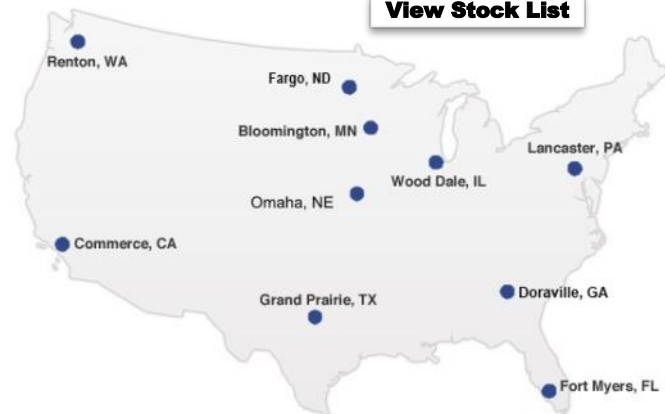 View Stock List
Renton, WA
Fargo, ND
Bloomington, MN
Lancaster, PA
Wood Dale, IL
Omaha, NE
Commerce, CA
Grand Prairie, TX
Doraville, GA
Fort Myers, FL